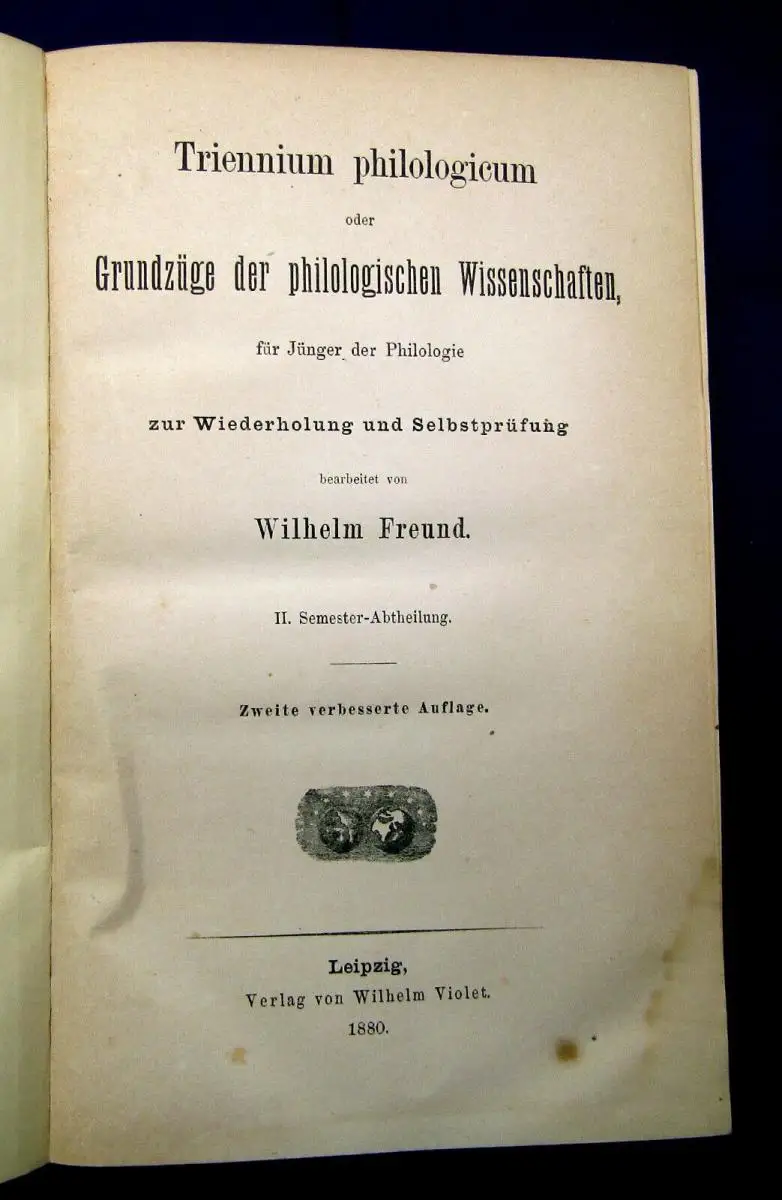 Triennium philologicum
oder
Grundzüge der philologischen Wissenschaften,
für Jünger der Philologie
zur Wiederholung und Selbstprüfung
bearbeitet von
Wilhelm Freund.
II. Semester-Abtheilung.
Zweite verbesserte Auflage.
Leipzig,
Verlag von Wilhelm Violet.
1880.